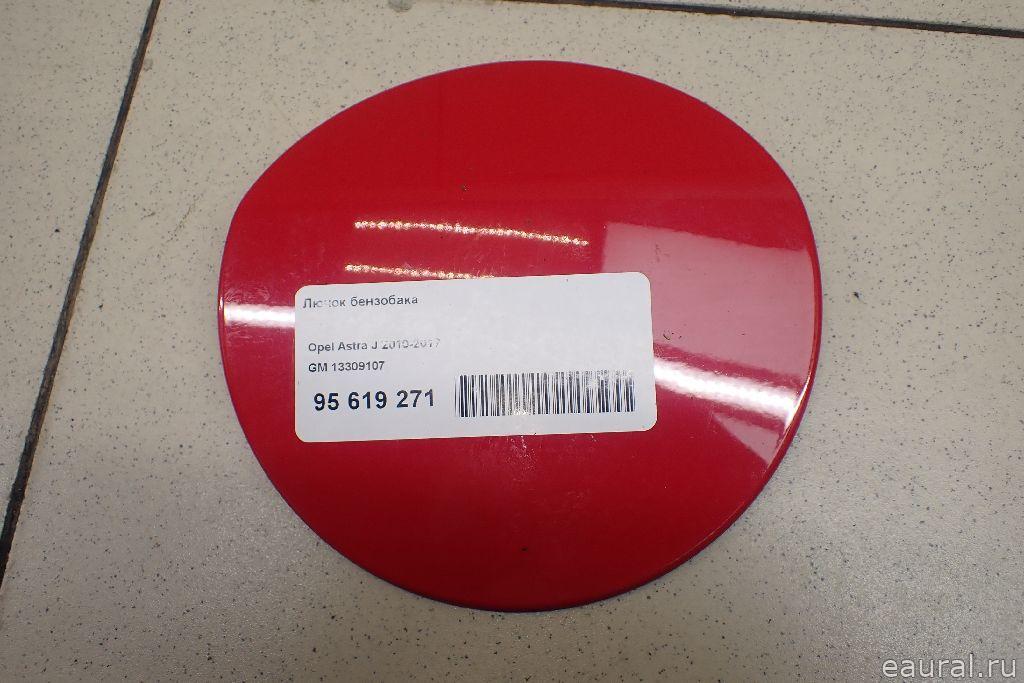 Лючок бензобака
Opel Astra J 2010-2017
GM 13309107
95 619 271
eaural.ru